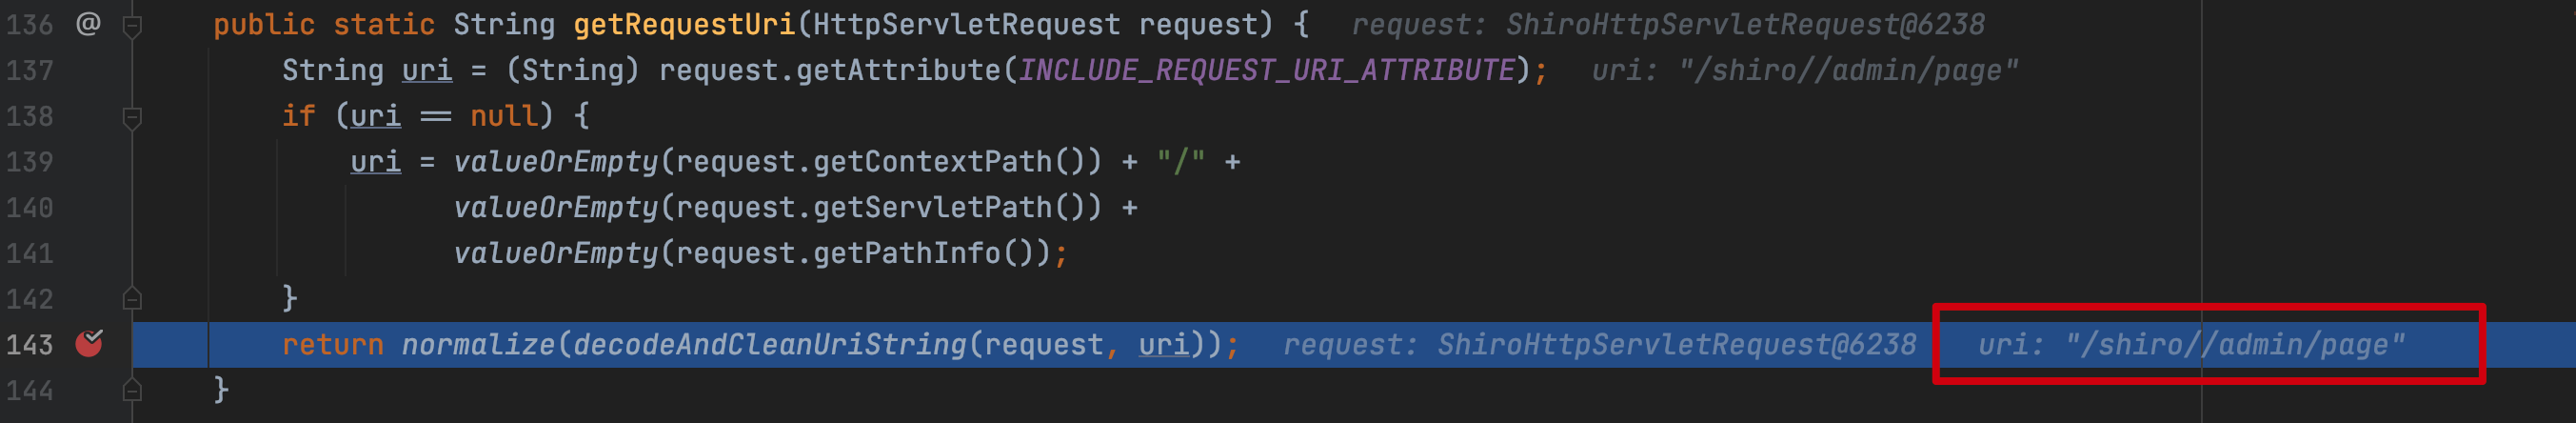 136 @ public static String getRequestUri(HttpServletRequest request) { request: ShiroHttpServletRequest@6238
137 String uri = (String) request.getAttribute(INCLUDE_REQUEST_URI_ATTRIBUTE); uri: "/shiro//admin/page"
138 if (uri == null) {
139 uri = valueOrEmpty(request.getContextPath()) + "/" +
140 valueOrEmpty(request.getServletPath()) +
141 valueOrEmpty(request.getPathInfo());
142 }
143 return normalize(decodeAndCleanUriString(request, uri)); request: ShiroHttpServletRequest@6238 uri: "/shiro//admin/page"
144 }